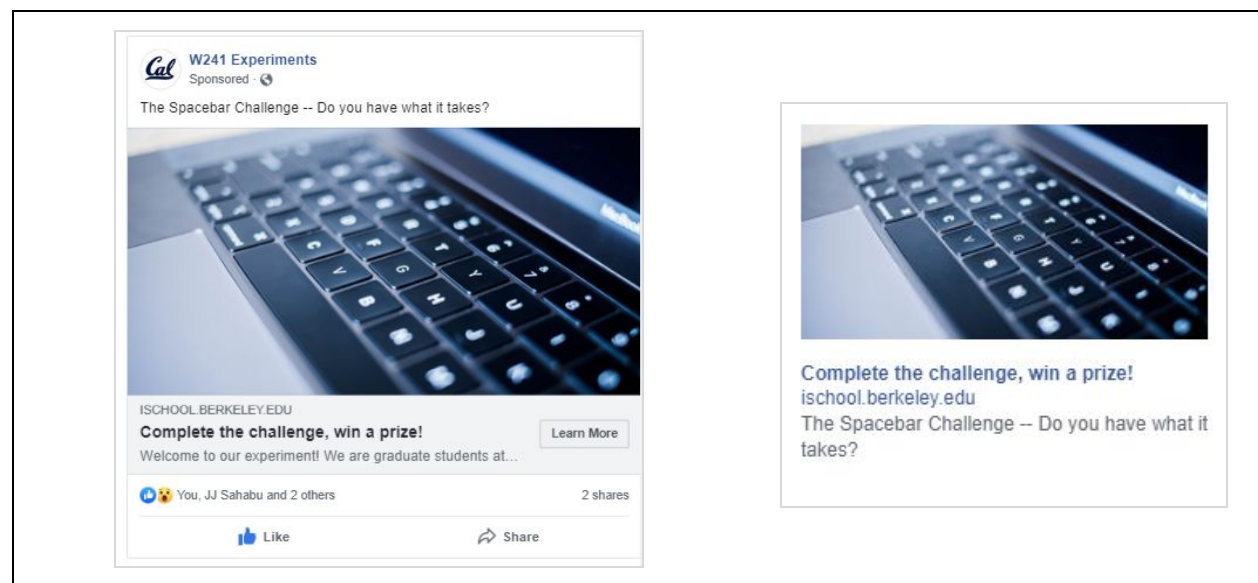 Cal
W241 Experiments
Sponsored ·
The Spacebar Challenge -- Do you have what it takes?
ISCHOOL.BERKELEY.EDU
Complete the challenge, win a prize!
Learn More
Welcome to our experiment! We are graduate students at...
You, JJ Sahabu and 2 others
2 shares
Like
Share
Complete the challenge, win a prize!
ischool.berkeley.edu
The Spacebar Challenge -- Do you have what it
takes?